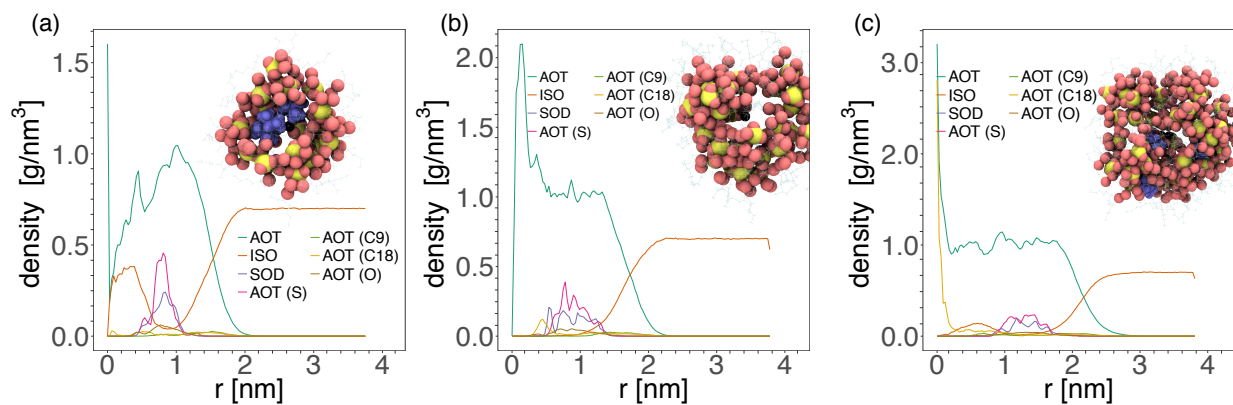 (a)
density [g/nm³]
1.5
1.0
0.5
0.0
AOT
ISO
SOD
AOT (S)
AOT (C9)
AOT (C18)
AOT (O)
0 1 2 3 4
r [nm]
(b)
density [g/nm³]
2.0
1.5
1.0
0.5
0.0
AOT
ISO
SOD
AOT (S)
AOT (C9)
AOT (C18)
AOT (O)
0 1 2 3 4
r [nm]
(c)
density [g/nm³]
3.0
2.0
1.0
0.0
AOT
ISO
SOD
AOT (S)
AOT (C9)
AOT (C18)
AOT (O)
0 1 2 3 4
r [nm]